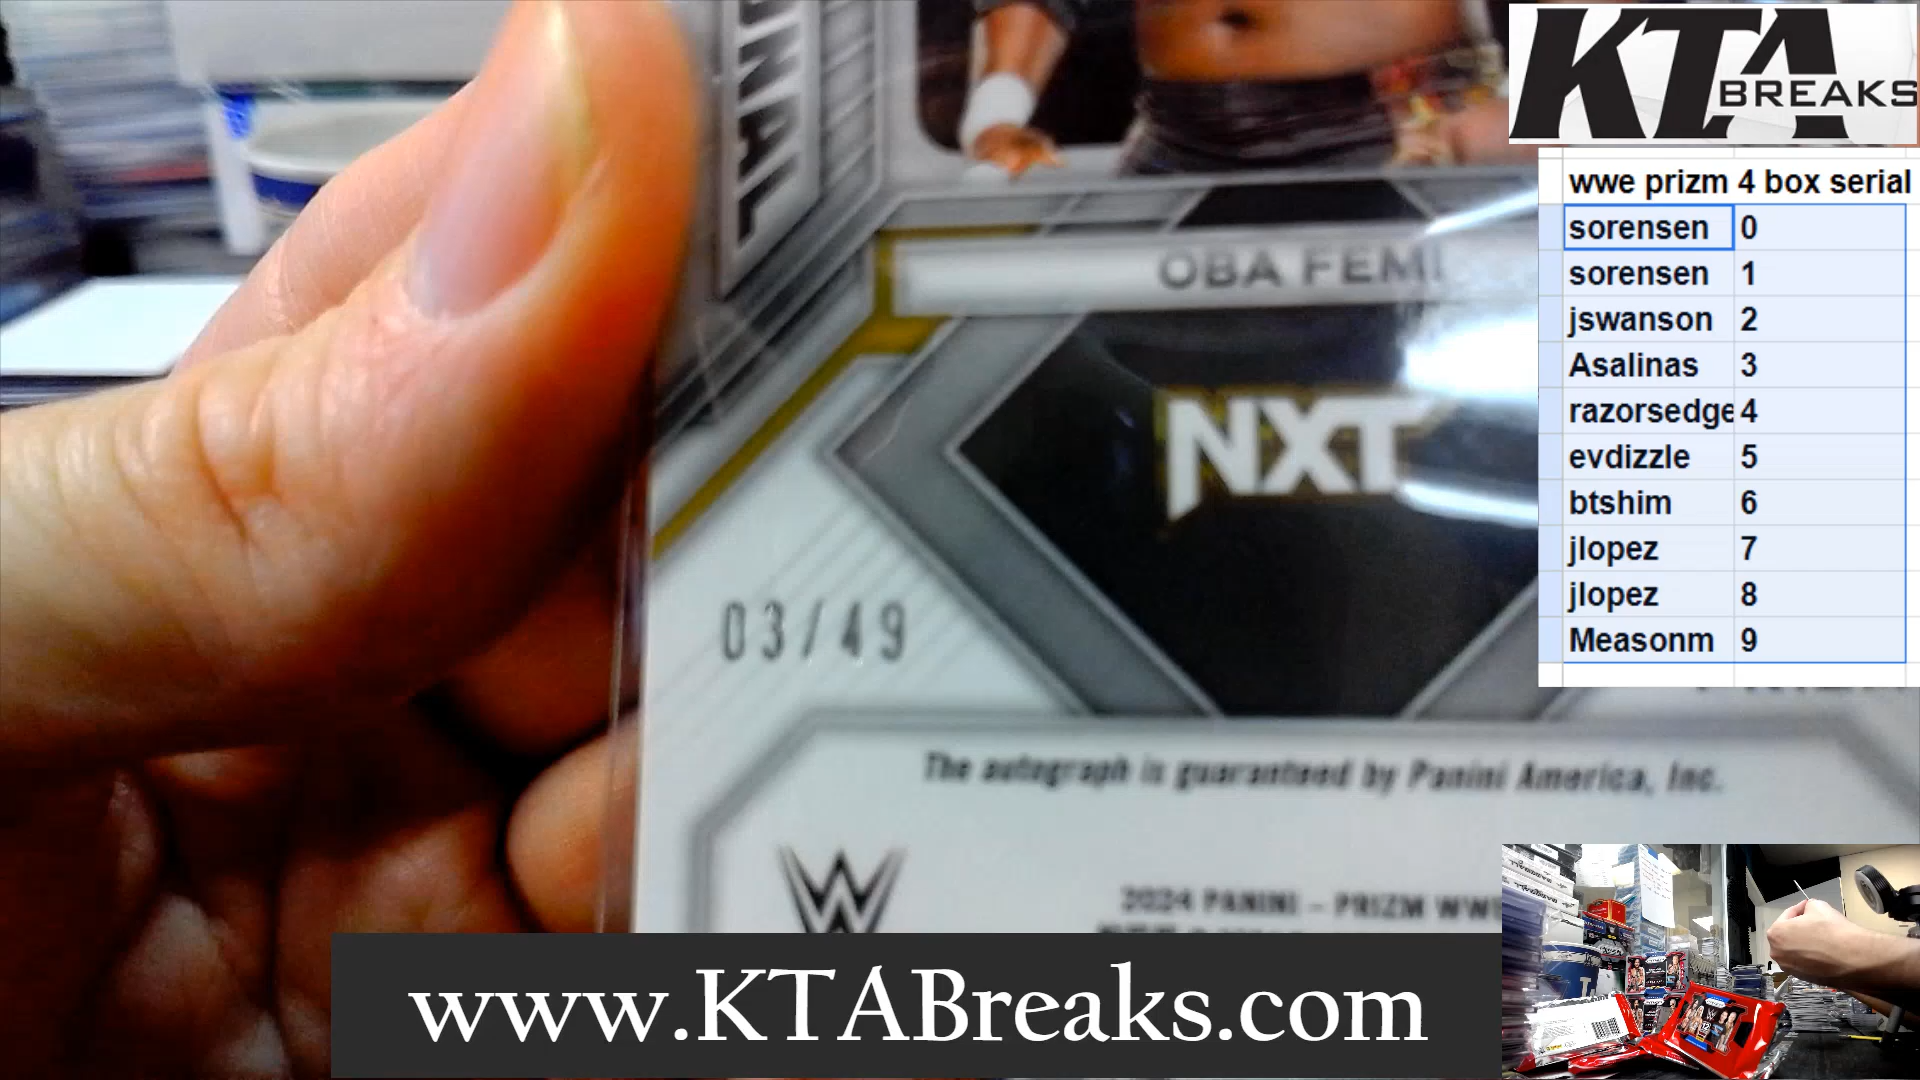 KTA
BREAKS
wwe prizm 4 box serial
sorensen 0
sorensen 1
jswanson 2
Asalinas 3
razorsedge 4
evdizzle 5
btshim 6
jlopez 7
jlopez 8
Measonm 9
OBA FEMI
NXT
03/49
The autograph is guaranteed by Panini America, Inc.
W
2024 PANINI – PRIZM WWE
www.KTABreaks.com